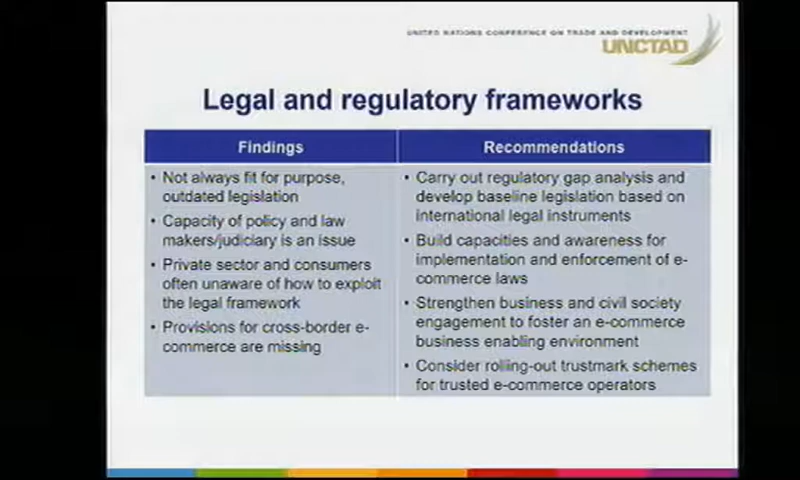 UNITED NATIONS CONFERENCE ON TRADE AND DEVELOPMENT
UNCTAD
Legal and regulatory frameworks
Findings
Recommendations
• Not always fit for purpose,
outdated legislation
• Capacity of policy and law
makers/judiciary is an issue
• Private sector and consumers
often unaware of how to exploit
the legal framework
• Provisions for cross-border e-
commerce are missing
• Carry out regulatory gap analysis and
develop baseline legislation based on
international legal instruments
• Build capacities and awareness for
implementation and enforcement of e-
commerce laws
• Strengthen business and civil society
engagement to foster an e-commerce
business enabling environment
• Consider rolling-out trustmark schemes
for trusted e-commerce operators